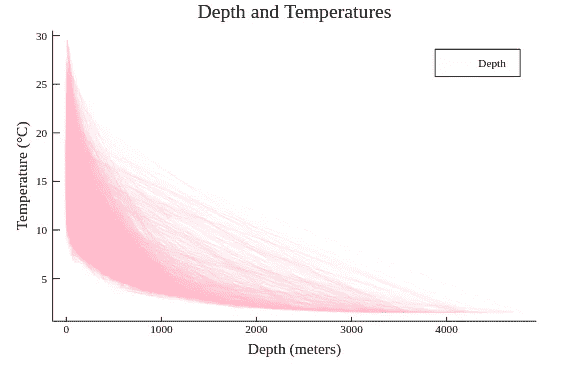 Depth and Temperatures
30
25
20
15
10
5
Temperature (°C)
Depth
0 1000 2000 3000 4000
Depth (meters)